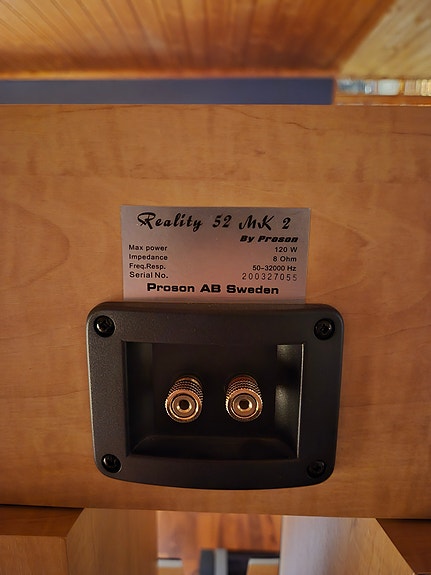 Reality 52 MK 2
By Proson
Max power 120 W
Impedance 8 Ohm
Freq.Resp. 50-32000 Hz
Serial No. 200327055
Proson AB Sweden